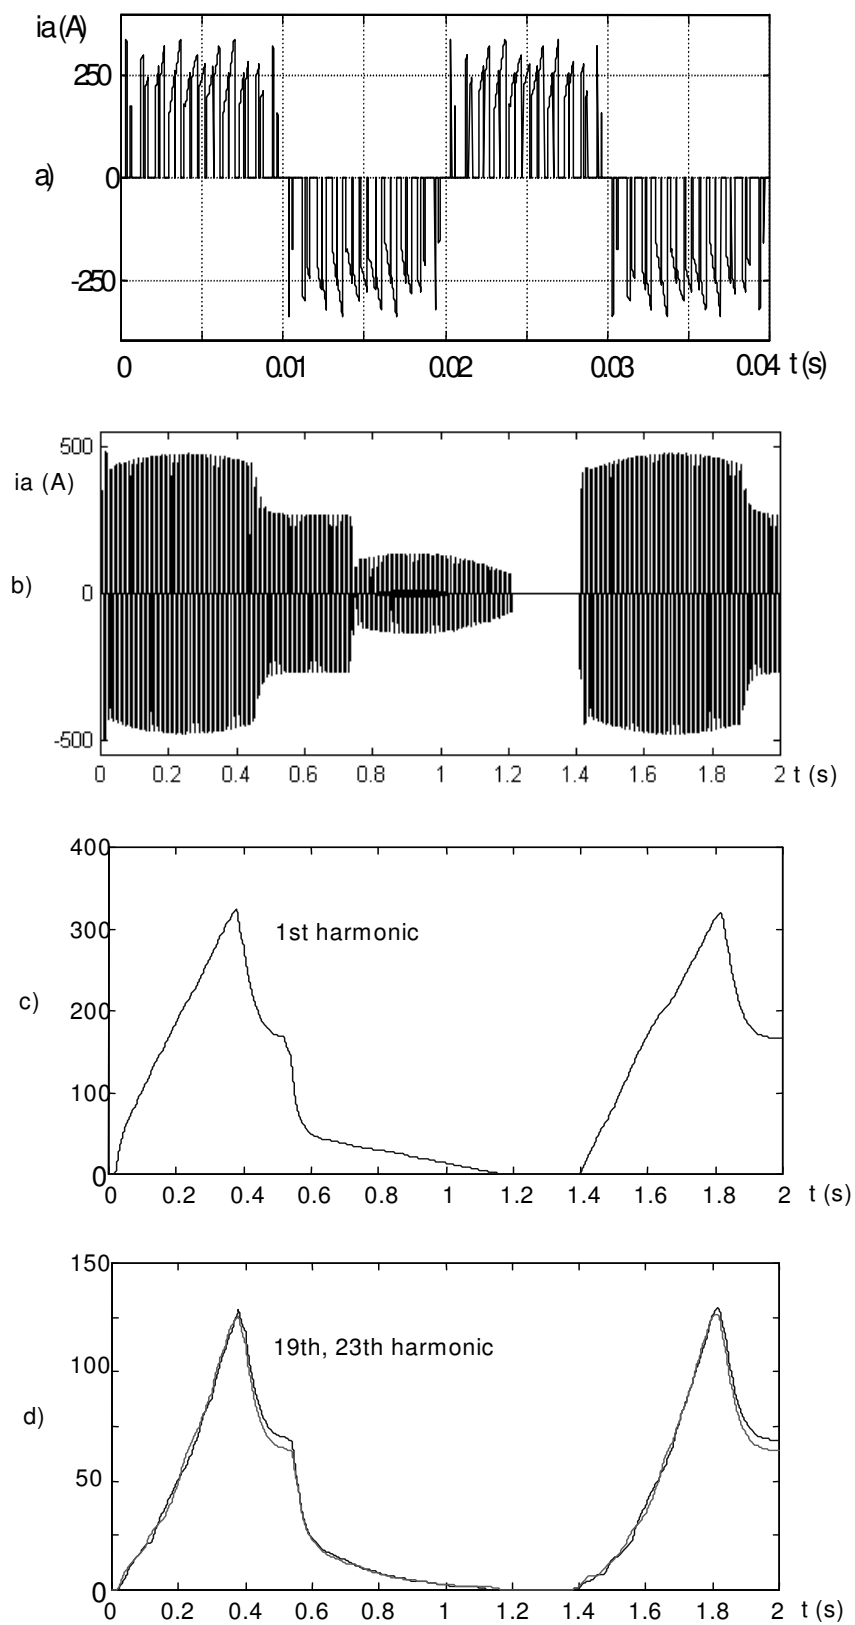 ia (A)
250
a)
0
-250
0 0.01 0.02 0.03 0.04 t (s)
500
ia (A)
b)
0
-500
0 0.2 0.4 0.6 0.8 1 1.2 1.4 1.6 1.8 2 t (s)
400
300
1st harmonic
c)
200
100
0
0 0.2 0.4 0.6 0.8 1 1.2 1.4 1.6 1.8 2 t (s)
150
19th, 23th harmonic
100
d)
50
0
0 0.2 0.4 0.6 0.8 1 1.2 1.4 1.6 1.8 2 t (s)